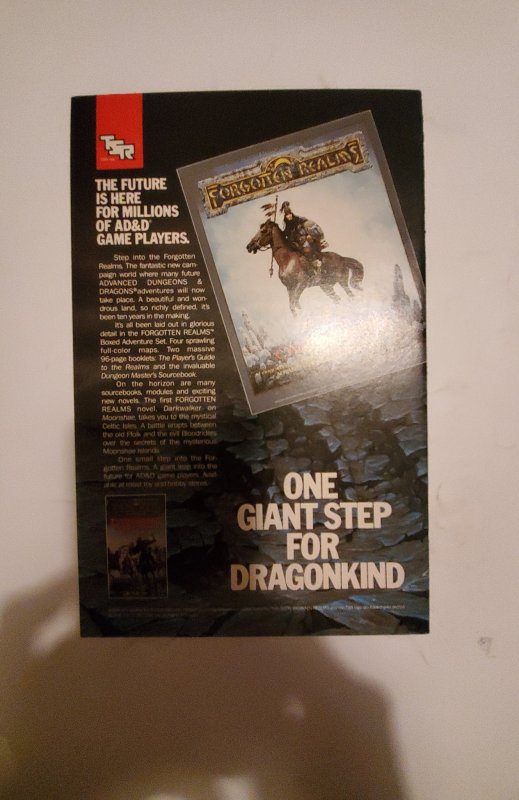 TSR
THE FUTURE
IS HERE
FOR MILLIONS
OF AD&D®
GAME PLAYERS.
Step into the Forgotten
Realms. The fantastic new cam-
paign world where many future
ADVANCED DUNGEONS &
DRAGONS® adventures will now
take place. A beautiful and won-
drous land, so richly defined, it's
been ten years in the making.
It's all been laid out in glorious
detail in the FORGOTTEN REALMS™
Boxed Adventure Set. Four sprawling
full-color maps. Two massive
96-page booklets: The Player's Guide
to the Realms and the invaluable
Dungeon Master's Sourcebook.
On the horizon are many
sourcebooks, modules and exciting
new novels. The first FORGOTTEN
REALMS novel, Darkwalker on
Moonshae, takes you to the mystical
Celtic Isles. A battle erupts between
the old Ffolk and the evil Bloodriders
over the secrets of the mysterious
Moonshae Islands.
One small step into the For-
gotten Realms. A giant leap into the
future for AD&D game players. Avail-
able at most toy and hobby stores.
FORGOTTEN REALMS
ONE
GIANT STEP
FOR
DRAGONKIND